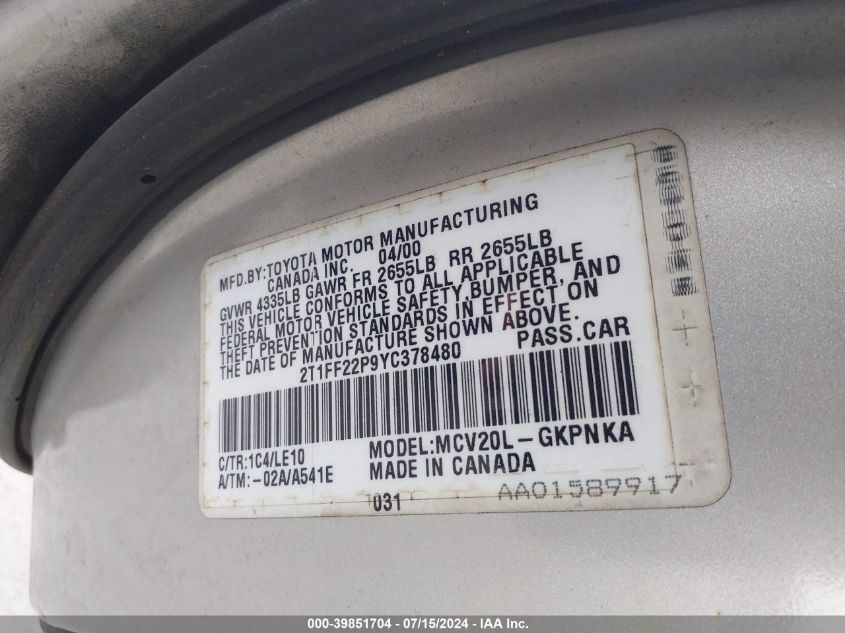 MFD.BY:TOYOTA MOTOR MANUFACTURING
CANADA INC. 04/00
GVWR 4335LB GAWR FR 2655LB RR 2655LB
THIS VEHICLE CONFORMS TO ALL APPLICABLE
FEDERAL MOTOR VEHICLE SAFETY,BUMPER, AND
THEFT PREVENTION STANDARDS IN EFFECT ON
THE DATE OF MANUFACTURE SHOWN ABOVE.
2T1FF22P9YC378480 PASS.CAR
C/TR:1C4/LE10 MODEL:MCV20L-GKPNKA
A/TM:-02A/A541E MADE IN CANADA
031 AA01589917
000-39851704 - 07/15/2024 - IAA Inc.